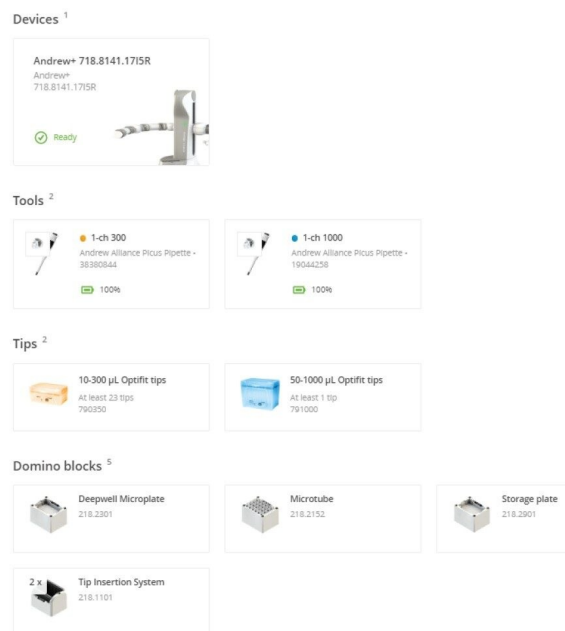 Devices 1
Andrew+ 718.8141.17I5R
Andrew+
718.8141.17I5R
Ready
Tools 2
1-ch 300
Andrew Alliance Picus Pipette •
38380844
100%
1-ch 1000
Andrew Alliance Picus Pipette •
19044258
100%
Tips 2
10-300 µL Optifit tips
At least 23 tips
790350
50-1000 µL Optifit tips
At least 1 tip
791000
Domino blocks 5
Deepwell Microplate
218.2301
Microtube
218.2152
Storage plate
218.2901
2 x
Tip Insertion System
218.1101